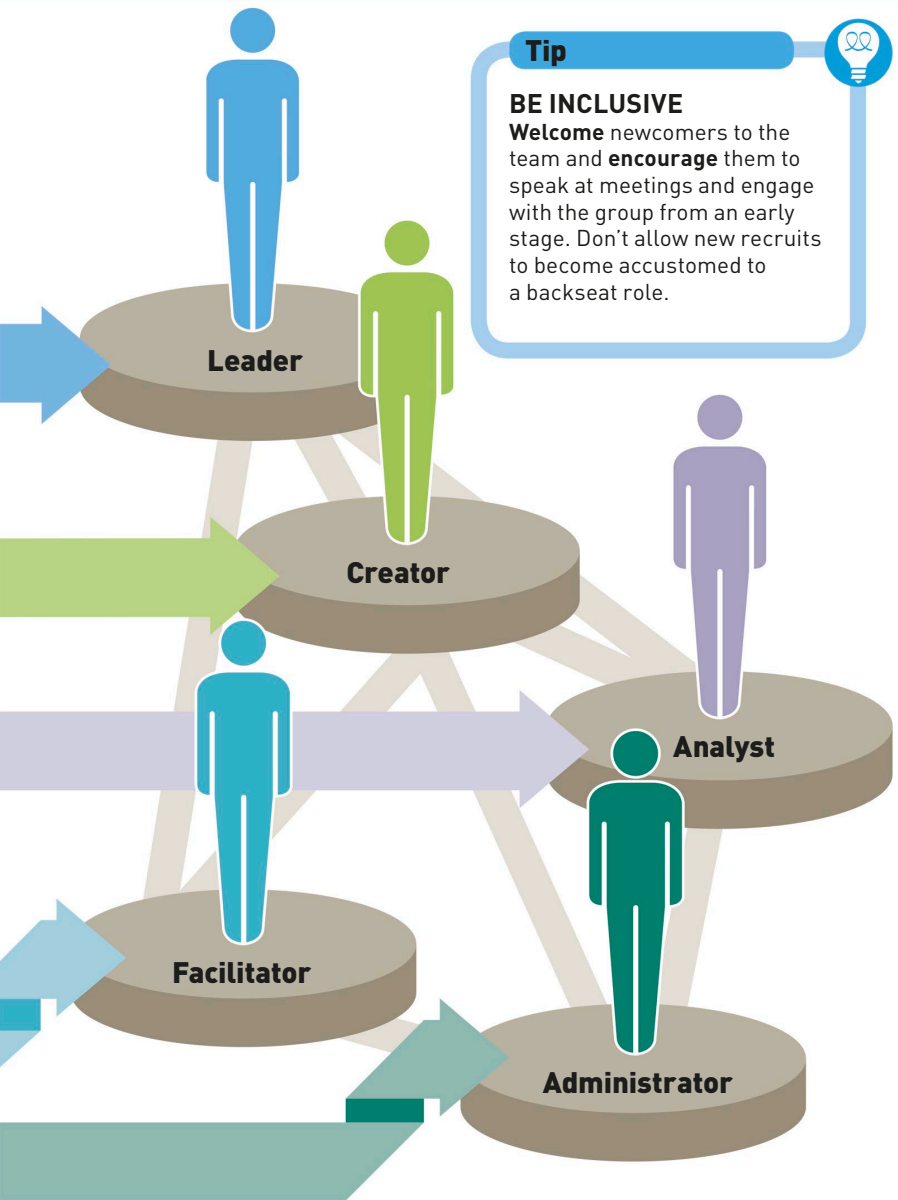 Tip
BE INCLUSIVE
Welcome newcomers to the
team and encourage them to
speak at meetings and engage
with the group from an early
stage. Don’t allow new recruits
to become accustomed to
a backseat role.
Leader
Creator
Analyst
Facilitator
Administrator